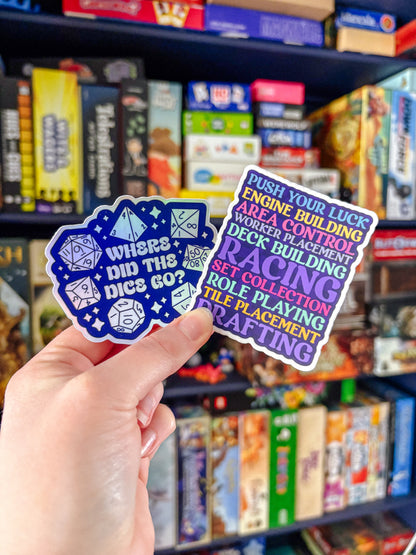 WHERE
DID THE
DICE GO?
PUSH YOUR LUCK
ENGINE BUILDING
AREA CONTROL
WORKER PLACEMENT
DECK BUILDING
RACING
SET COLLECTION
ROLE PLAYING
TILE PLACEMENT
DRAFTING